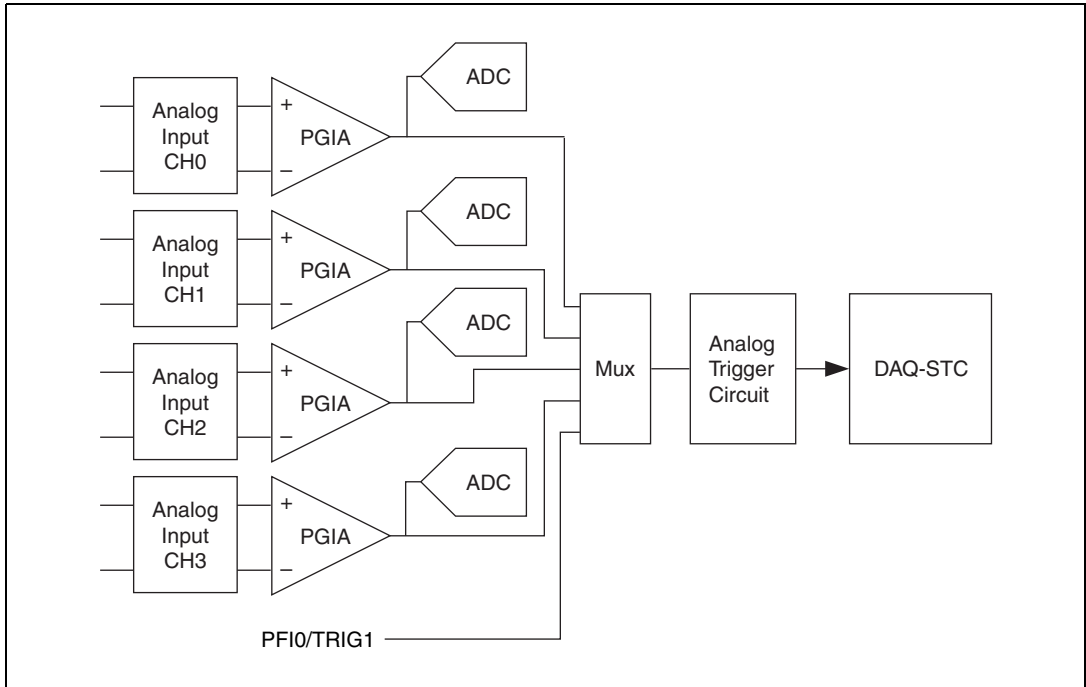 ADC
Analog
Input
CH0
+
PGIA
–
ADC
Analog
Input
CH1
+
PGIA
–
ADC
Analog
Input
CH2
+
PGIA
–
ADC
Analog
Input
CH3
+
PGIA
–
PFI0/TRIG1
Mux
Analog
Trigger
Circuit
DAQ-STC